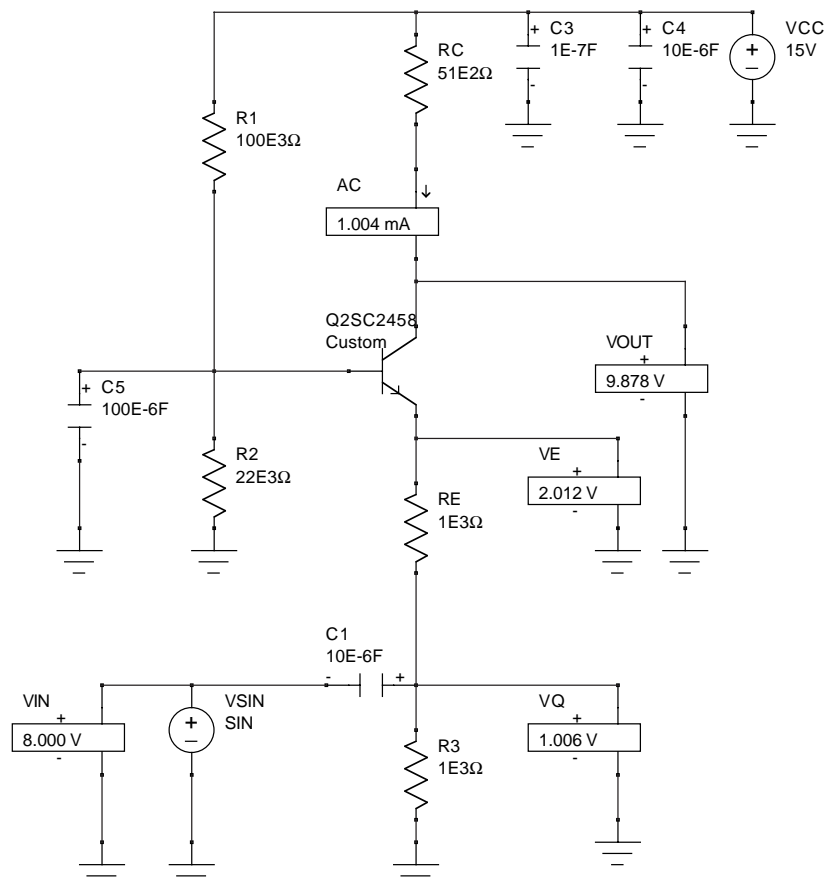 C3
1E-7F
C4
10E-6F
VCC
15V
RC
51E2Ω
R1
100E3Ω
AC
1.004 mA
Q2SC2458
Custom
VOUT
9.878 V
C5
100E-6F
R2
22E3Ω
VE
2.012 V
RE
1E3Ω
C1
10E-6F
VIN
8.000 V
VSIN
SIN
VQ
1.006 V
R3
1E3Ω